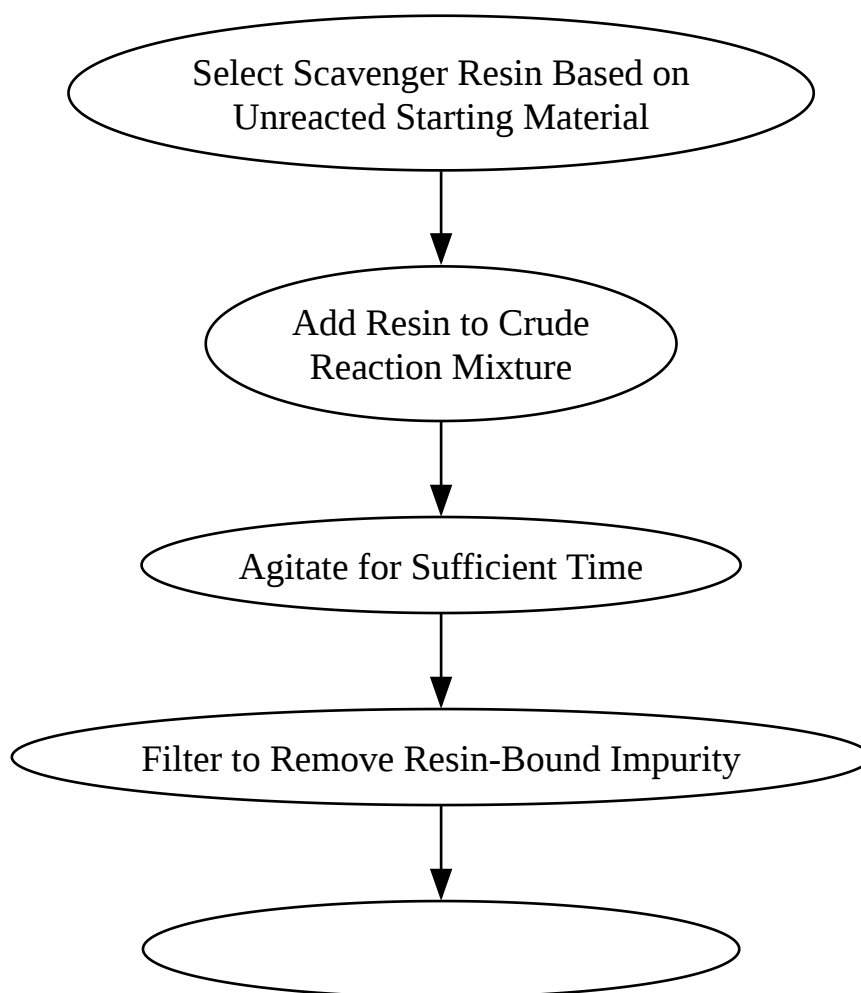 Select Scavenger Resin Based on
Unreacted Starting Material
Add Resin to Crude
Reaction Mixture
Agitate for Sufficient Time
Filter to Remove Resin-Bound Impurity